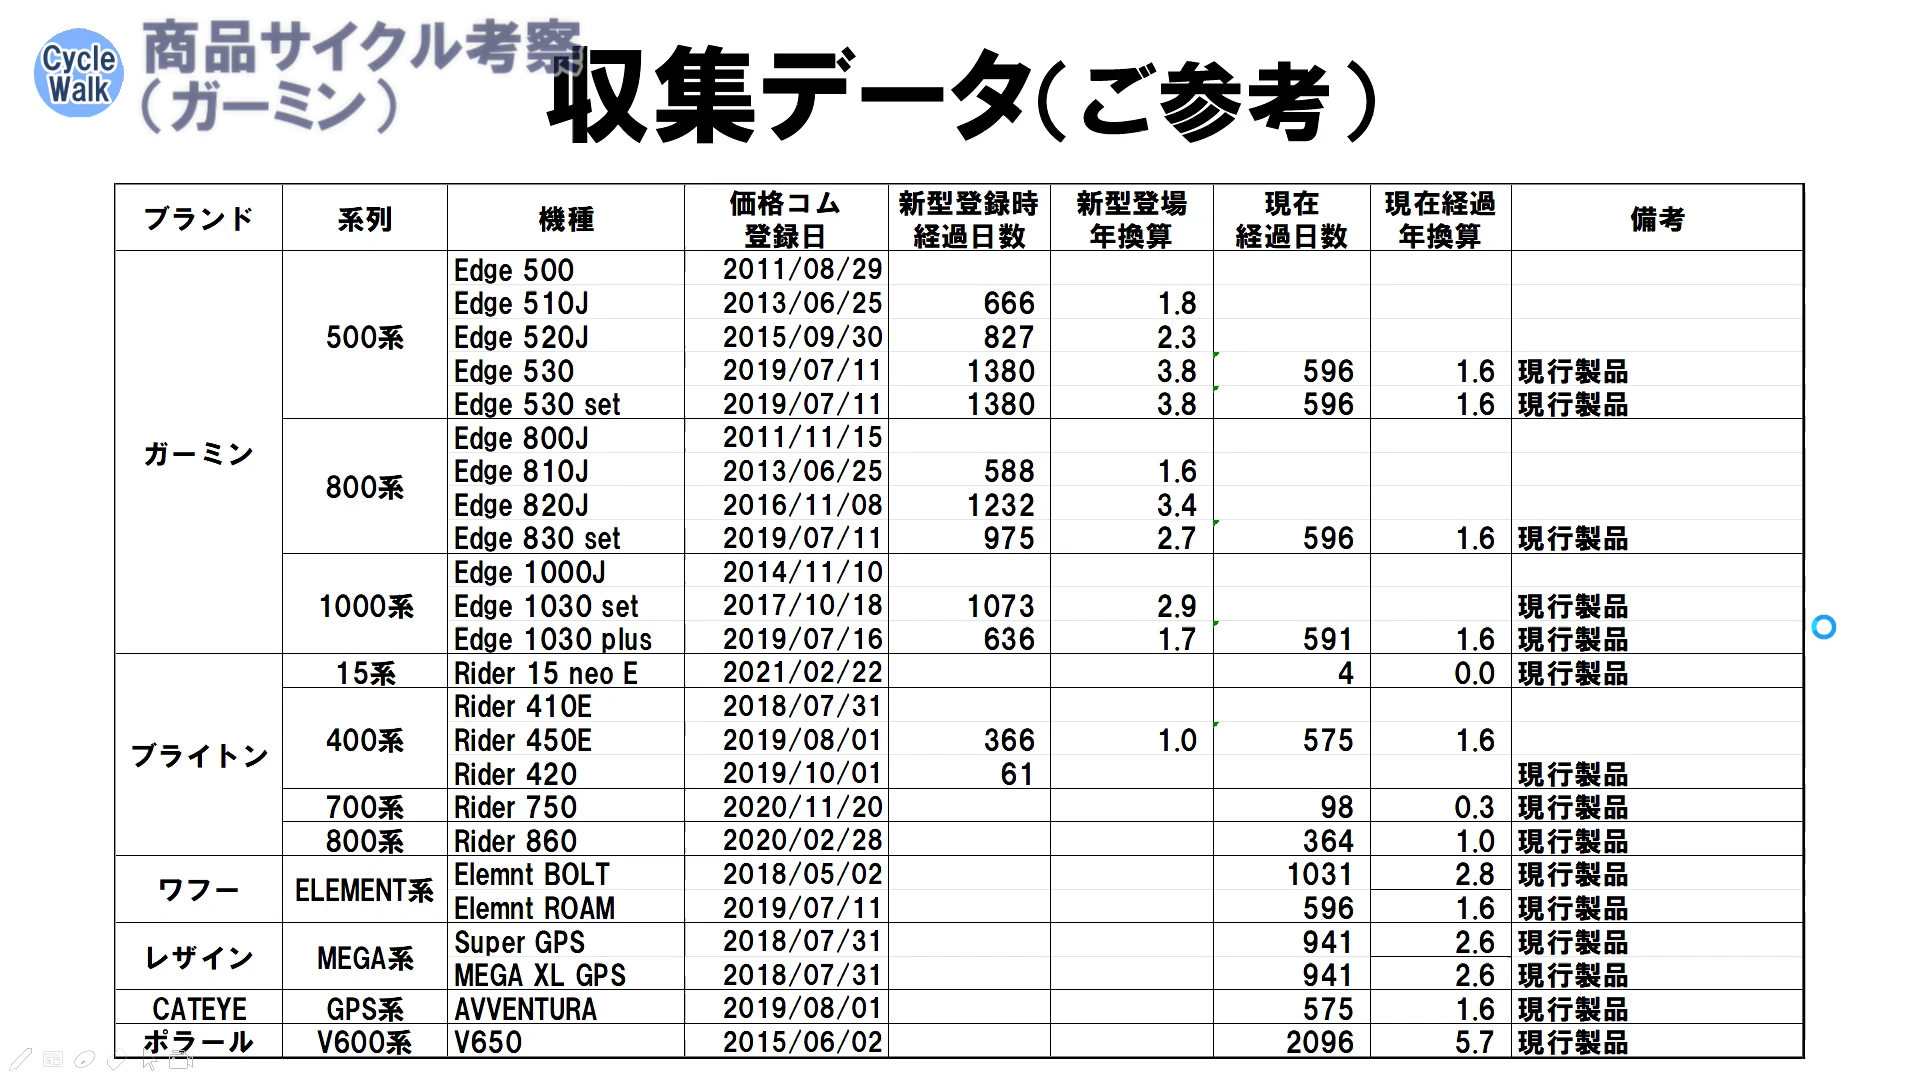 Cycle
Walk
商品サイクル考察
（ガーミン）
収集データ(ご参考)
ブランド 系列 機種 価格コム 登録日 新型登録時 経過日数 新型登場 年換算 現在 経過日数 現在経過 年換算 備考
ガーミン
500系
Edge 500 2011/08/29
Edge 510J 2013/06/25 666 1.8
Edge 520J 2015/09/30 827 2.3
Edge 530 2019/07/11 1380 3.8 596 1.6 現行製品
Edge 530 set 2019/07/11 1380 3.8 596 1.6 現行製品
800系
Edge 800J 2011/11/15
Edge 810J 2013/06/25 588 1.6
Edge 820J 2016/11/08 1232 3.4
Edge 830 set 2019/07/11 975 2.7 596 1.6 現行製品
1000系
Edge 1000J 2014/11/10
Edge 1030 set 2017/10/18 1073 2.9 現行製品
Edge 1030 plus 2019/07/16 636 1.7 591 1.6 現行製品
ブライトン
15系 Rider 15 neo E 2021/02/22 4 0.0 現行製品
400系
Rider 410E 2018/07/31
Rider 450E 2019/08/01 366 1.0 575 1.6
Rider 420 2019/10/01 61 現行製品
700系 Rider 750 2020/11/20 98 0.3 現行製品
800系 Rider 860 2020/02/28 364 1.0 現行製品
ワフー ELEMENT系
Elemnt BOLT 2018/05/02 1031 2.8 現行製品
Elemnt ROAM 2019/07/11 596 1.6 現行製品
レザイン MEGA系
Super GPS 2018/07/31 941 2.6 現行製品
MEGA XL GPS 2018/07/31 941 2.6 現行製品
CATEYE GPS系 AVVENTURA 2019/08/01 575 1.6 現行製品
ポラール V600系 V650 2015/06/02 2096 5.7 現行製品